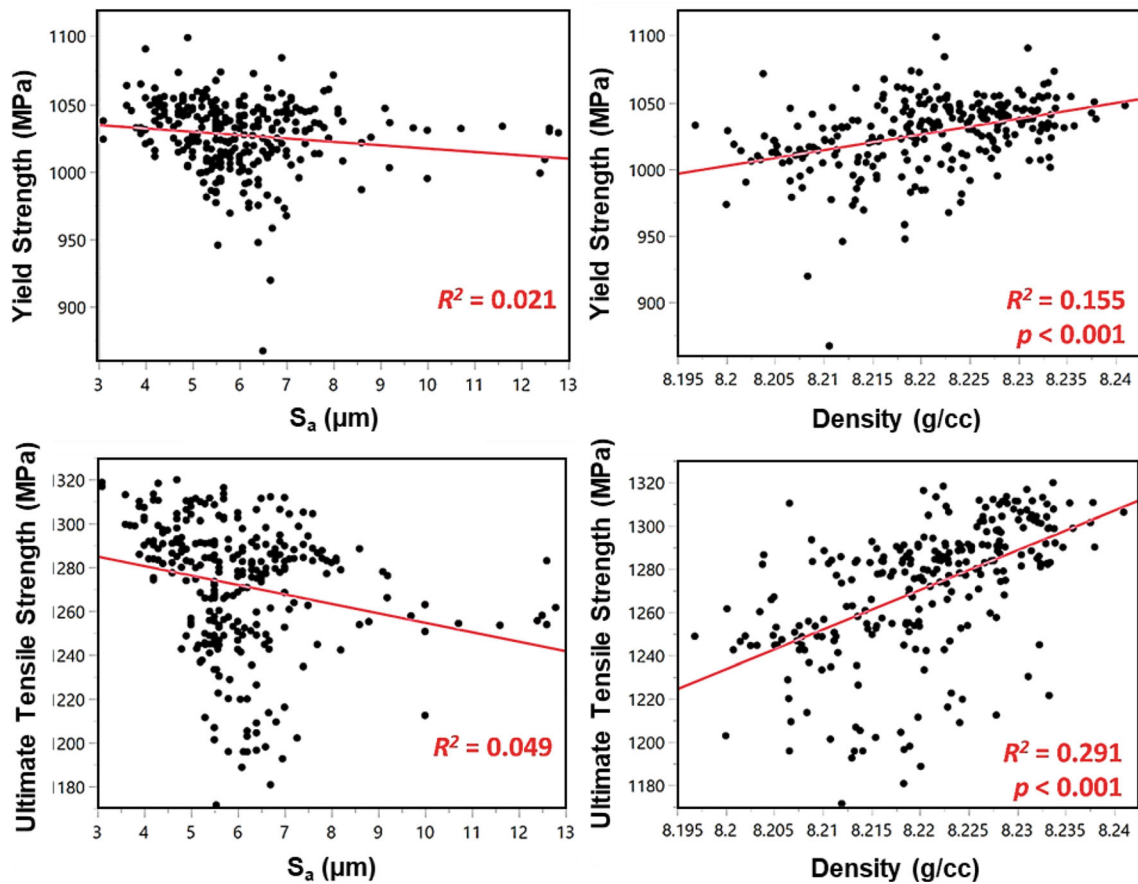 Yield Strength (MPa)
1100
1050
1000
950
900
R² = 0.021
3 4 5 6 7 8 9 10 11 12 13
Sa (µm)
Yield Strength (MPa)
1100
1050
1000
950
900
R² = 0.155
p < 0.001
8.195 8.2 8.205 8.21 8.215 8.22 8.225 8.23 8.235 8.24
Density (g/cc)
Ultimate Tensile Strength (MPa)
1320
1300
1280
1260
1240
1220
1200
1180
R² = 0.049
3 4 5 6 7 8 9 10 11 12 13
Sa (µm)
Ultimate Tensile Strength (MPa)
1320
1300
1280
1260
1240
1220
1200
1180
R² = 0.291
p < 0.001
8.195 8.2 8.205 8.21 8.215 8.22 8.225 8.23 8.235 8.24
Density (g/cc)